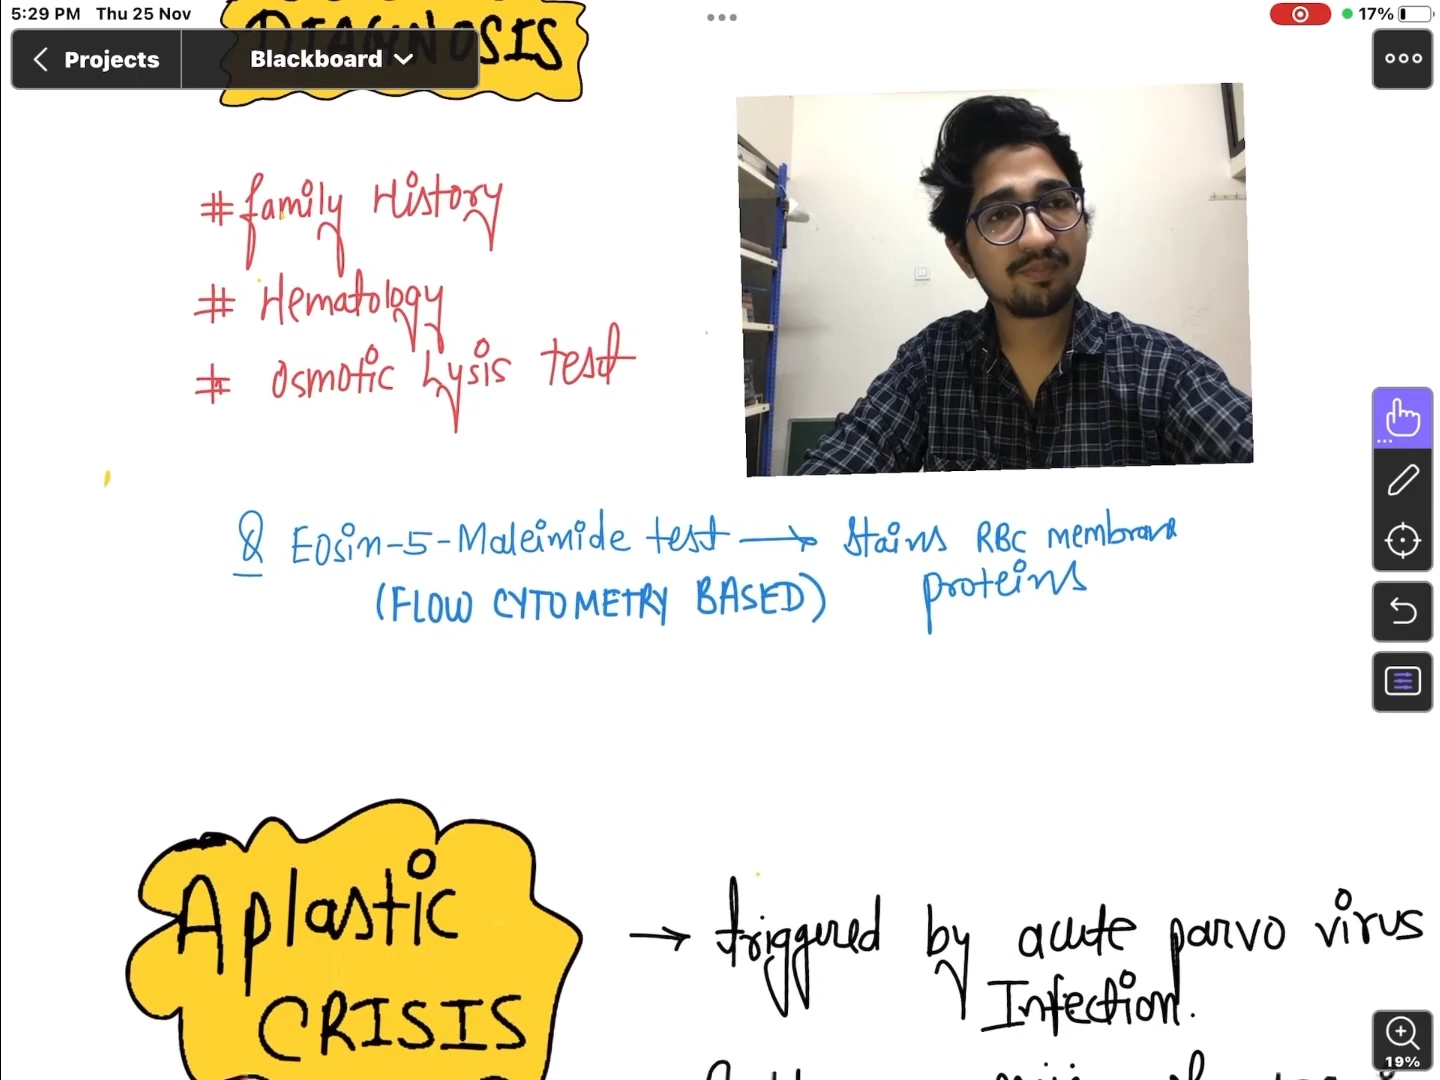 5:29 PM Thu 25 Nov
17%
DIAGNOSIS
Projects
Blackboard
# family History
# Hematology
# Osmotic Lysis test
Q Eosin-5-Maleimide test → Stains RBC membrane
(FLOW CYTOMETRY BASED) proteins
Aplastic
CRISIS
→ triggered by acute parvo virus
Infection.
19%